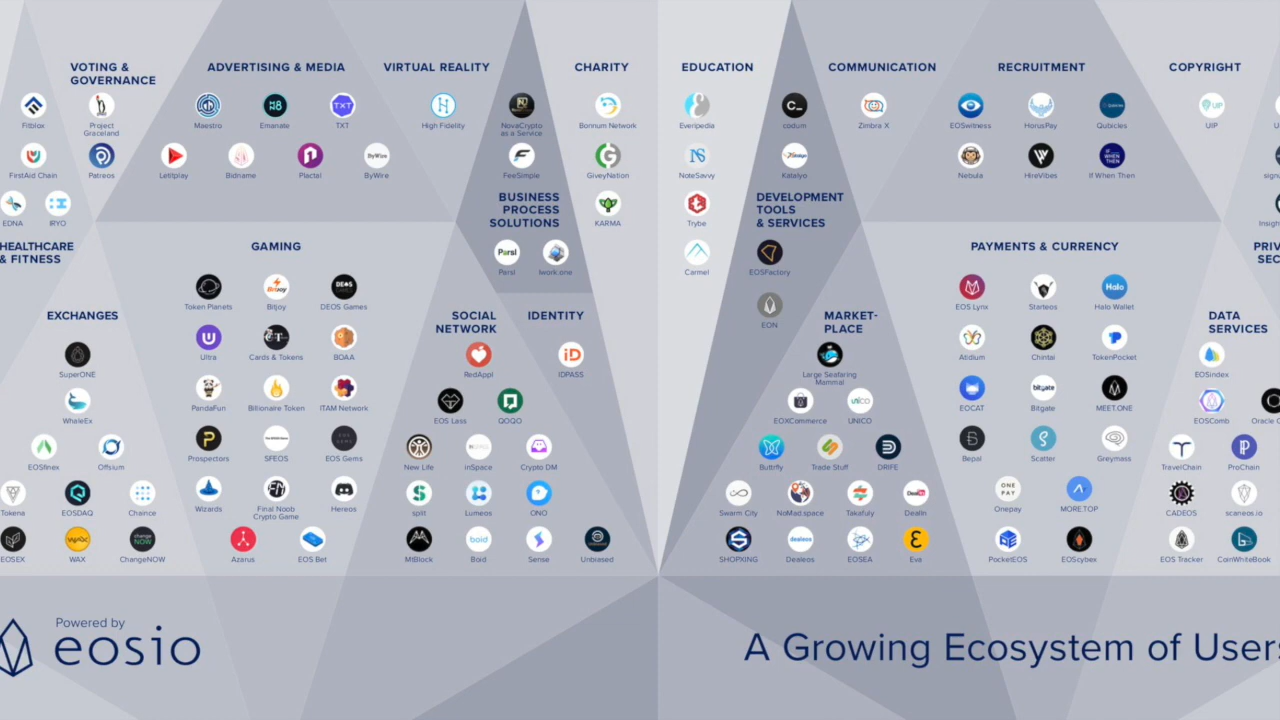 VOTING &
GOVERNANCE
ADVERTISING & MEDIA
VIRTUAL REALITY
CHARITY
EDUCATION
COMMUNICATION
RECRUITMENT
COPYRIGHT
Fitblox
Project
Graceland
Maestro
Emanate
TXT
High Fidelity
NovaCrypto
as a Service
Bonnum Network
Everipedia
coduin
Zimbra X
EOSwitness
HorusPay
Qubicles
UIP
FirstAid Chain
Patreos
Letitplay
Bidname
Plactal
ByWire
FeeSimple
GiveyNation
NoteSavvy
Katalyo
Nebula
HireVibes
If When Then
EDNA
IRYO
BUSINESS
PROCESS
SOLUTIONS
KARMA
Trybe
DEVELOPMENT
TOOLS
& SERVICES
HEALTHCARE
& FITNESS
GAMING
Parsl
iwork.one
Carmel
EOSFactory
PAYMENTS & CURRENCY
Token Planets
Bitjoy
DEOS Games
EON
EOS Lynx
Starteos
Halo Wallet
EXCHANGES
SOCIAL
NETWORK
IDENTITY
MARKET-
PLACE
DATA
SERVICES
SuperONE
Ultra
Cards & Tokens
BOAA
RedAppl
IDPASS
Large Seafaring
Mammal
Atidium
Chintai
TokenPocket
EOSindex
WhaleEx
PandaFun
Billionaire Token
ITAM Network
EOS Lass
QOQO
EOXCommerce
UNICO
EOCAT
Bitgate
MEET.ONE
EOSComb
EOSfinex
Offsium
Prospectors
SFEOS
EOS Gems
New Life
inSpace
Crypto DM
Buttrfly
Trade Stuff
DRIFE
Bepal
Scatter
Greymass
TravelChain
ProChain
Tokena
EOSDAQ
Chaince
Wizards
Final Noob
Crypto Game
Hereos
split
Lumeos
ONO
Swarm City
NoMad.space
Takafuly
DealIn
Onepay
MORE.TOP
CADEOS
scaneos.io
EOSEX
WAX
ChangeNOW
Azarus
EOS Bet
MtBlock
Boid
Sense
Unbiased
SHOPXING
Dealeos
EOSEA
Eva
PocketEOS
EOScybex
EOS Tracker
CoinWhiteBook
Powered by
eosio
A Growing Ecosystem of Users